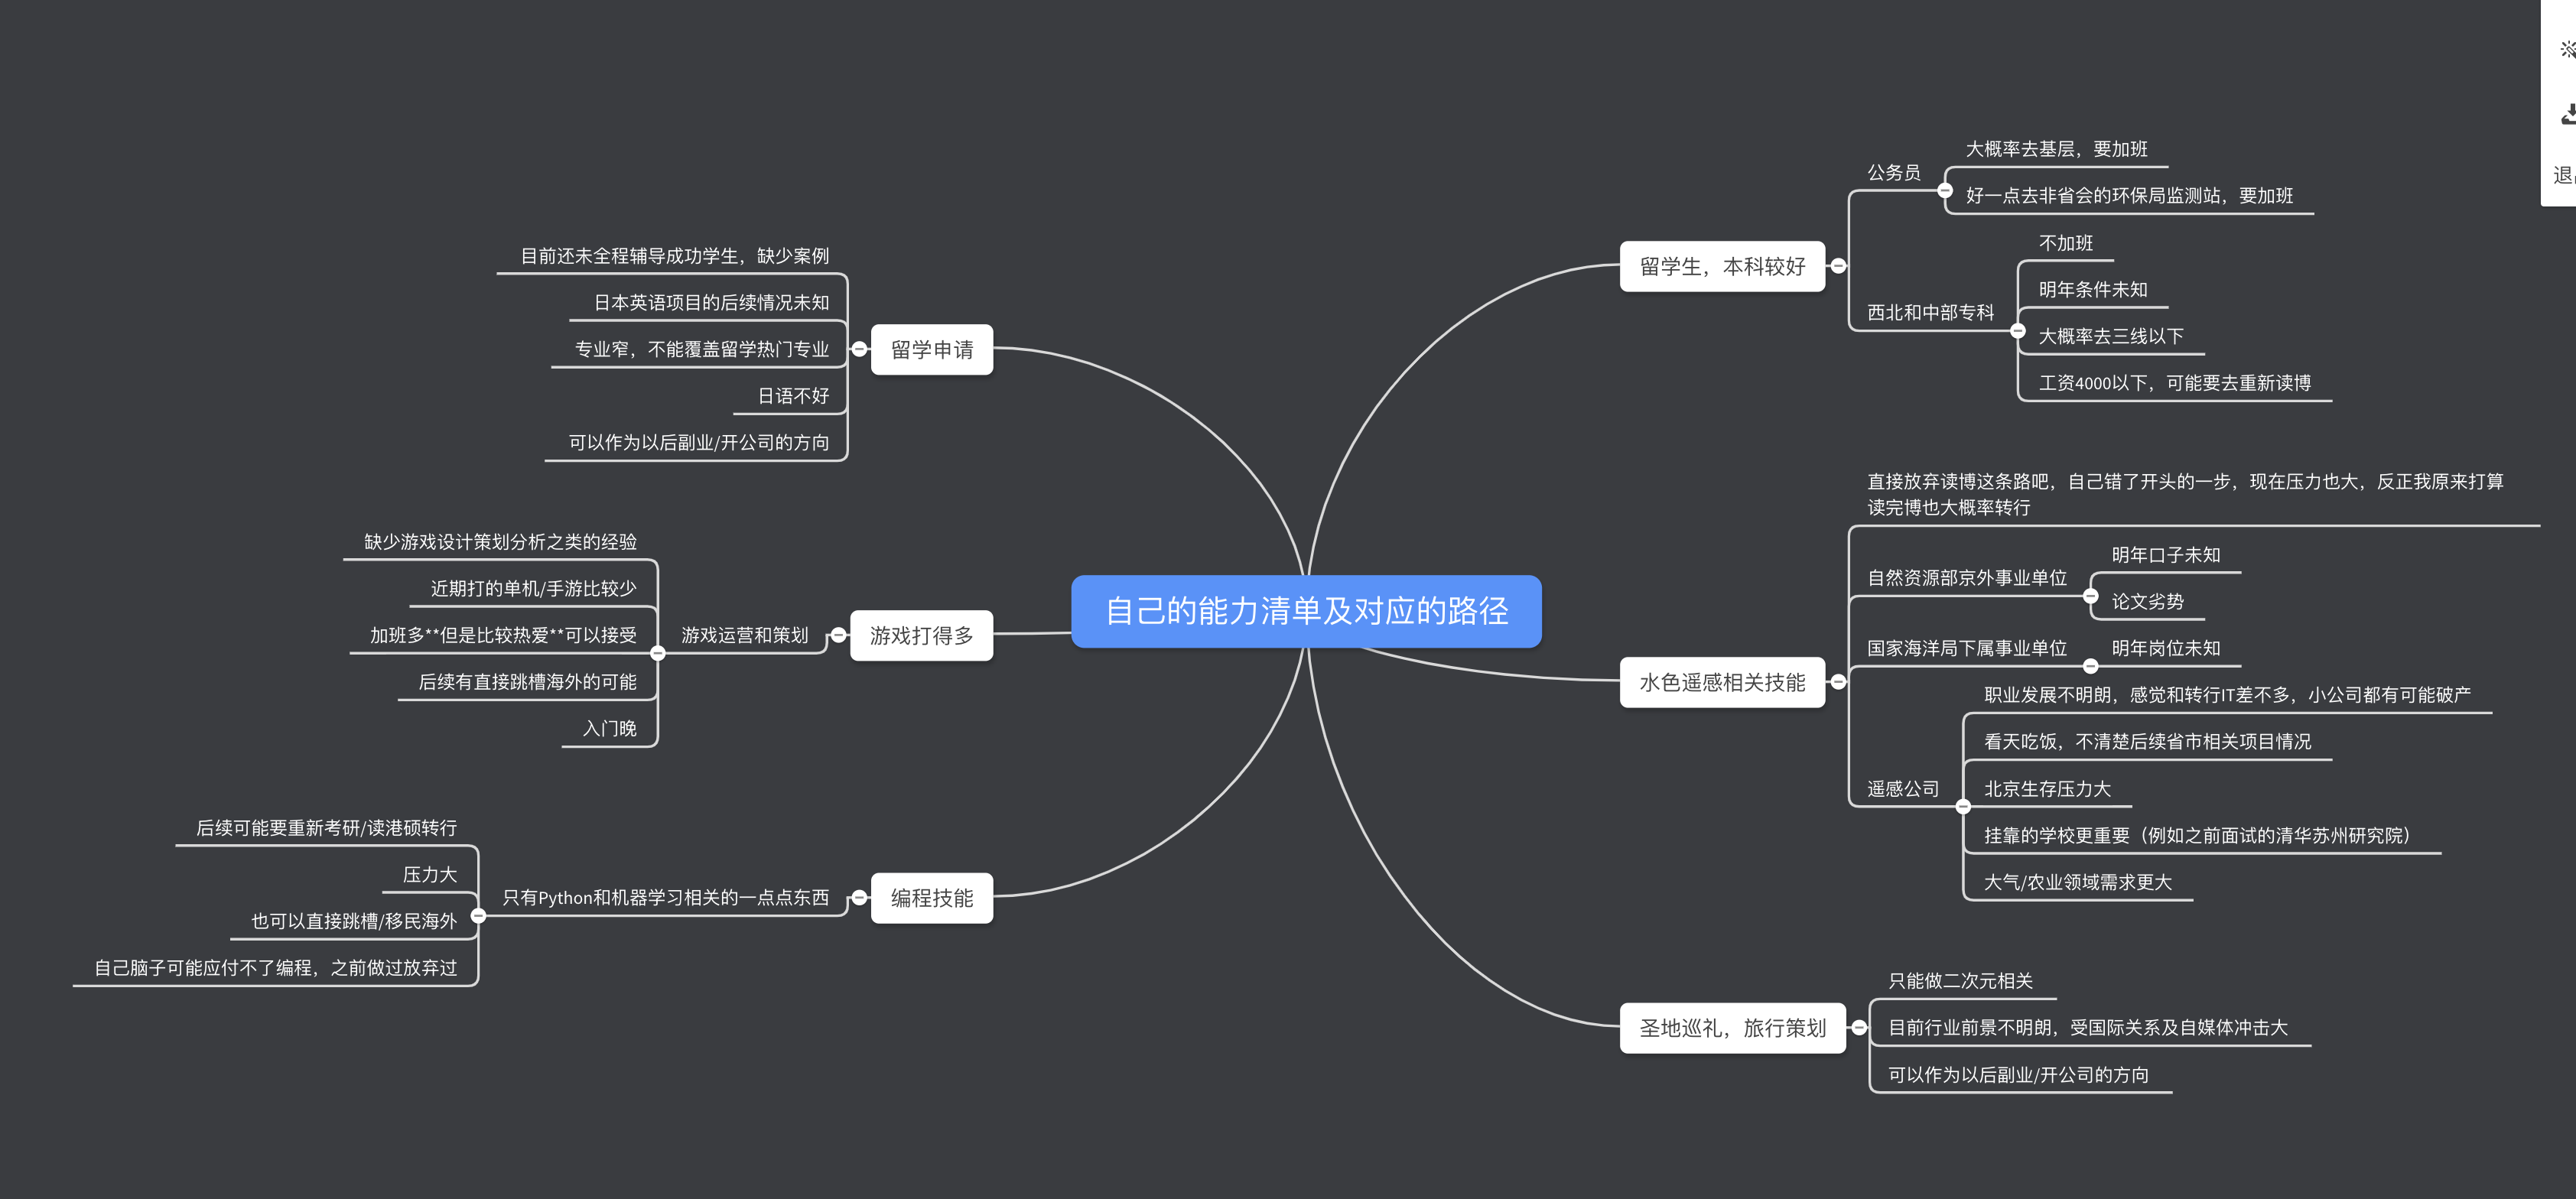 自己的能力清单及对应的路径
留学生，本科较好
公务员
大概率去基层，要加班
好一点去非省会的环保局监测站，要加班
西北和中部专科
不加班
明年条件未知
大概率去三线以下
工资4000以下，可能要去重新读博
水色遥感相关技能
直接放弃读博这条路吧，自己错了开头的一步，现在压力也大，反正我原来打算
读完博也大概率转行
自然资源部京外事业单位
明年口子未知
论文劣势
国家海洋局下属事业单位
明年岗位未知
遥感公司
职业发展不明朗，感觉和转行IT差不多，小公司都有可能破产
看天吃饭，不清楚后续省市相关项目情况
北京生存压力大
挂靠的学校更重要（例如之前面试的清华苏州研究院）
大气/农业领域需求更大
圣地巡礼，旅行策划
只能做二次元相关
目前行业前景不明朗，受国际关系及自媒体冲击大
可以作为以后副业/开公司的方向
留学申请
目前还未全程辅导成功学生，缺少案例
日本英语项目的后续情况未知
专业窄，不能覆盖留学热门专业
日语不好
可以作为以后副业/开公司的方向
游戏打得多
游戏运营和策划
缺少游戏设计策划分析之类的经验
近期打的单机/手游比较少
加班多**但是比较热爱**可以接受
后续有直接跳槽海外的可能
入门晚
编程技能
只有Python和机器学习相关的一点点东西
后续可能要重新考研/读港硕转行
压力大
也可以直接跳槽/移民海外
自己脑子可能应付不了编程，之前做过放弃过
退